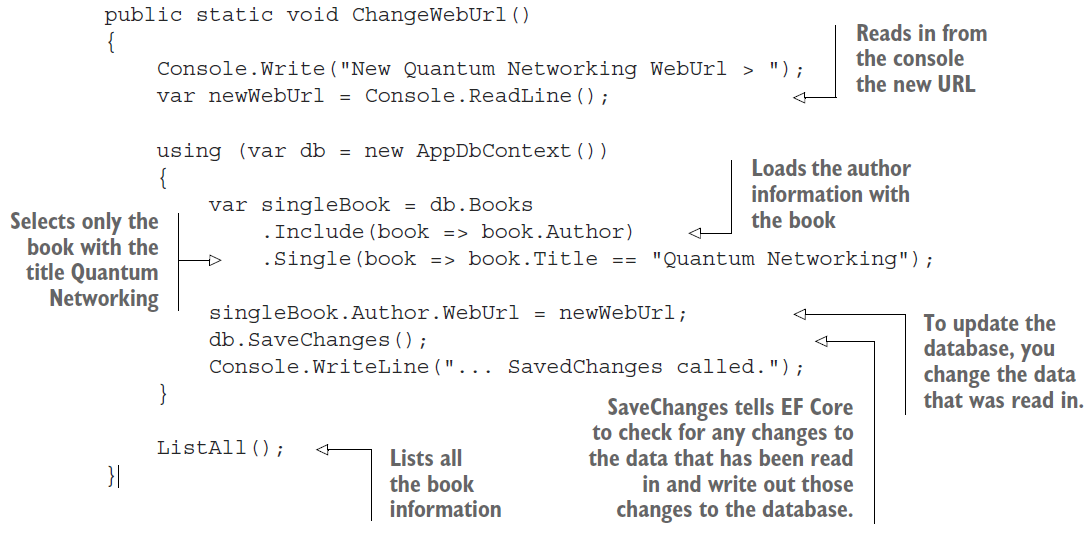 public static void ChangeWebUrl()
{
Console.Write("New Quantum Networking WebUrl > ");
var newWebUrl = Console.ReadLine();
Reads in from
the console
the new URL
using (var db = new AppDbContext())
{
var singleBook = db.Books
.Include(book => book.Author)
.Single(book => book.Title == "Quantum Networking");
Loads the author
information with
the book
Selects only the
book with the
title Quantum
Networking
singleBook.Author.WebUrl = newWebUrl;
db.SaveChanges();
Console.WriteLine("... SavedChanges called.");
}
To update the
database, you
change the data
that was read in.
SaveChanges tells EF Core
to check for any changes to
the data that has been read
in and write out those
changes to the database.
ListAll();
}
Lists all
the book
information